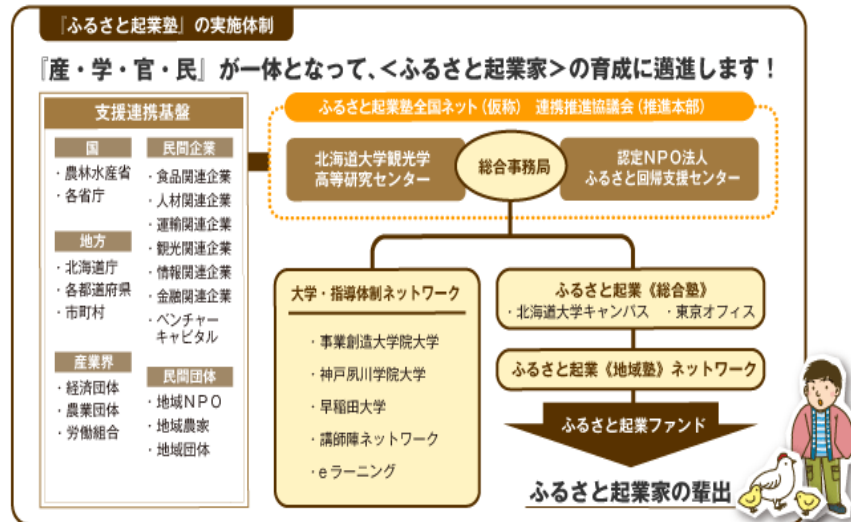 『ふるさと起業塾』の実施体制
『産・学・官・民』が一体となって、＜ふるさと起業家＞の育成に邁進します！
支援連携基盤
国
・農林水産省
・各省庁
地方
・北海道庁
・各都道府県
・市町村
産業界
・経済団体
・農業団体
・労働組合
民間企業
・食品関連企業
・人材関連企業
・運輸関連企業
・観光関連企業
・情報関連企業
・金融関連企業
・ベンチャー
キャピタル
民間団体
・地域NPO
・地域農家
・地域団体
ふるさと起業塾全国ネット（仮称） 連携推進協議会（推進本部）
北海道大学観光学
高等研究センター
総合事務局
認定NPO法人
ふるさと回帰支援センター
大学・指導体制ネットワーク
・事業創造大学院大学
・神戸夙川学院大学
・早稲田大学
・講師陣ネットワーク
・eラーニング
ふるさと起業《総合塾》
・北海道大学キャンパス ・東京オフィス
ふるさと起業《地域塾》ネットワーク
ふるさと起業ファンド
ふるさと起業家の輩出